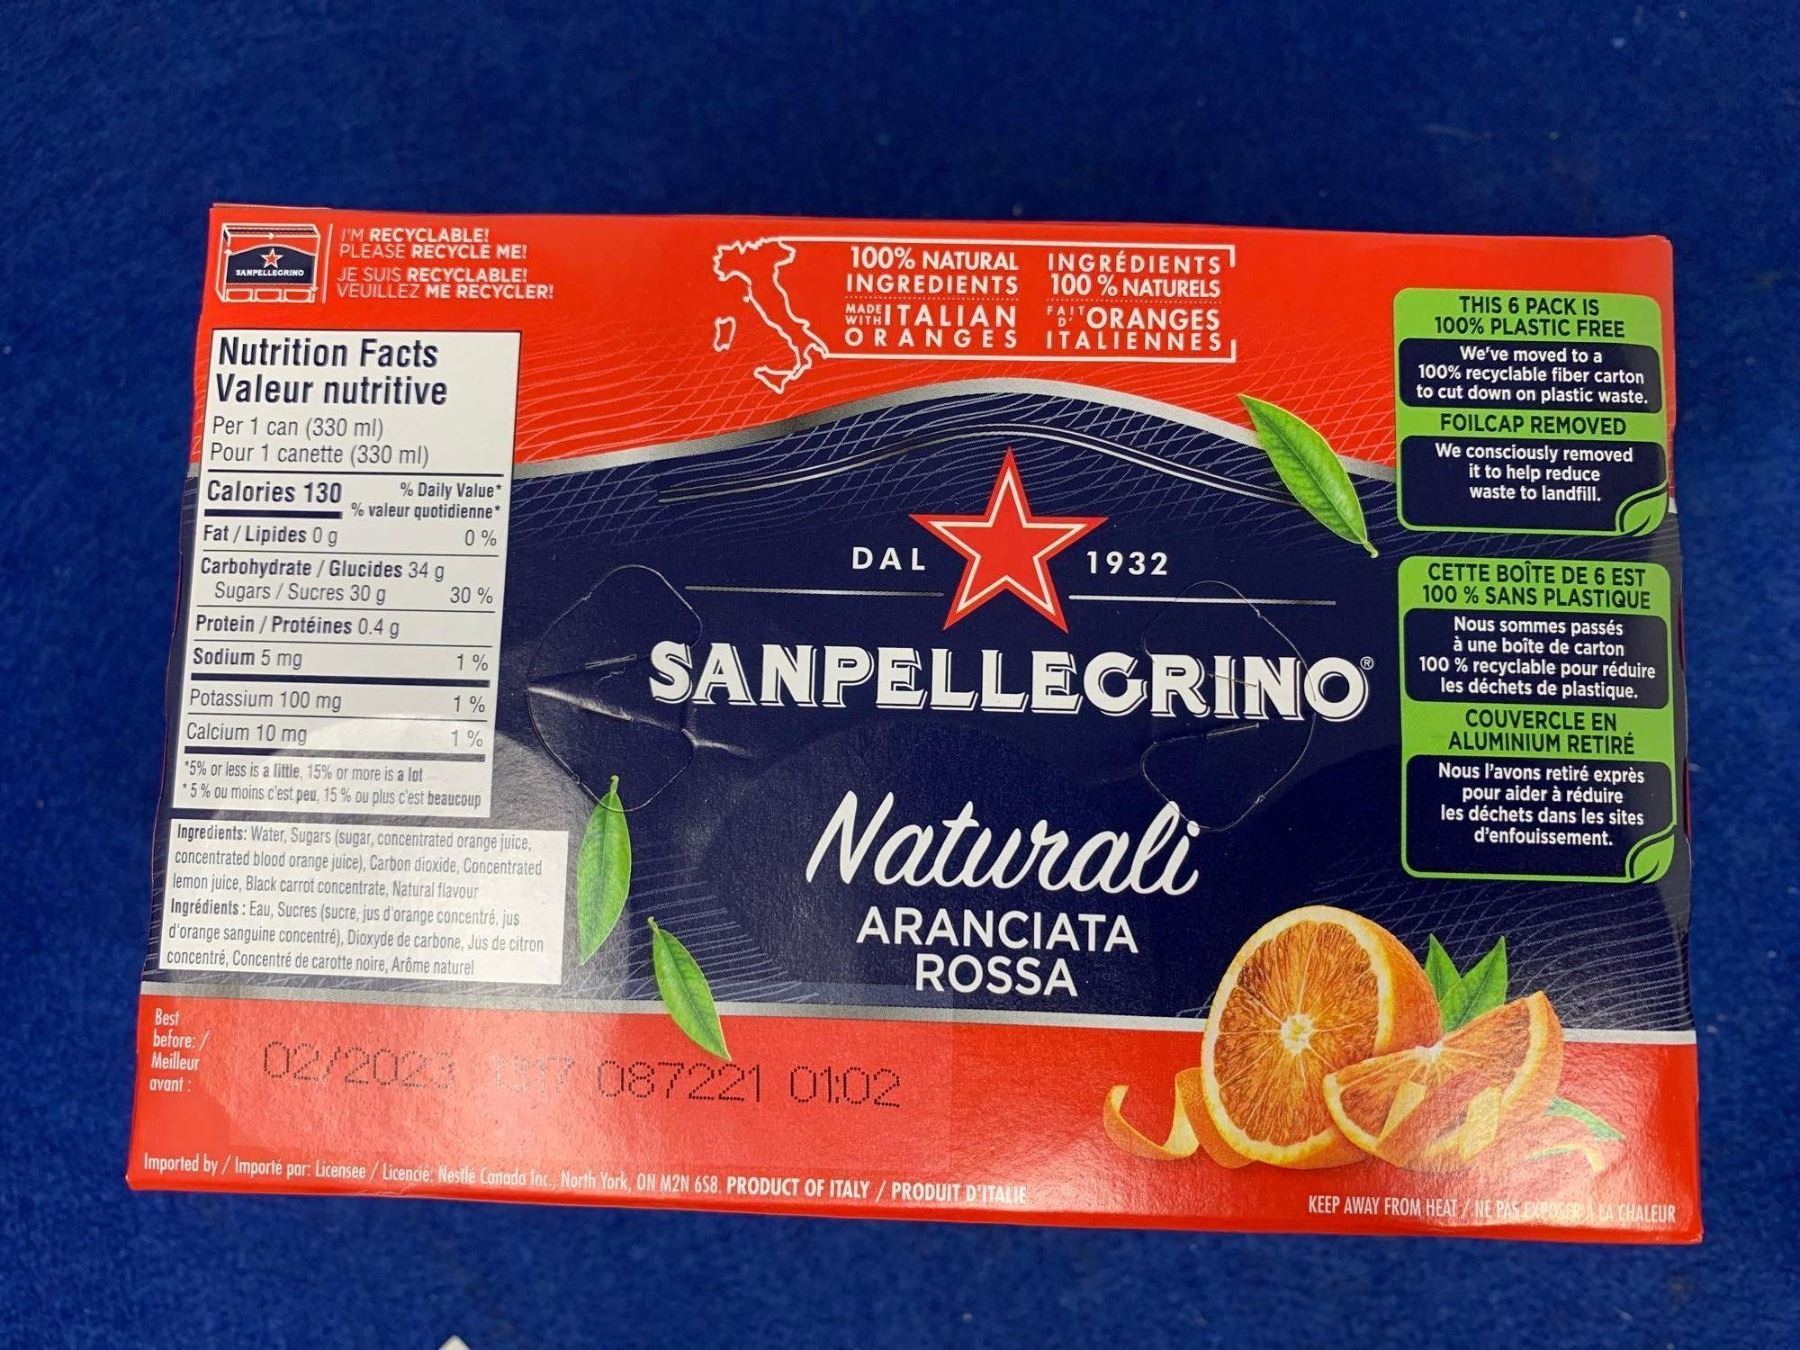 SANPELLEGRINO
I'M RECYCLABLE!
PLEASE RECYCLE ME!
JE SUIS RECYCLABLE!
VEUILLEZ ME RECYCLER!
Nutrition Facts
Valeur nutritive
Per 1 can (330 ml)
Pour 1 canette (330 ml)
Calories 130 % Daily Value*
% valeur quotidienne*
Fat / Lipides 0 g 0 %
Carbohydrate / Glucides 34 g
Sugars / Sucres 30 g 30 %
Protein / Protéines 0.4 g
Sodium 5 mg 1 %
Potassium 100 mg 1 %
Calcium 10 mg 1 %
*5% or less is a little, 15% or more is a lot
*5 % ou moins c'est peu, 15 % ou plus c'est beaucoup
Ingredients: Water, Sugars (sugar, concentrated orange juice,
concentrated blood orange juice), Carbon dioxide, Concentrated
lemon juice, Black carrot concentrate, Natural flavour
Ingrédients : Eau, Sucres (sucre, jus d'orange concentré, jus
d'orange sanguine concentré), Dioxyde de carbone, Jus de citron
concentré, Concentré de carotte noire, Arôme naturel
100% NATURAL
INGREDIENTS
MADE WITH ITALIAN
ORANGES
INGRÉDIENTS
100 % NATURELS
FAIT D'ORANGES
ITALIENNES
DAL 1932
SANPELLEGRINO®
Naturali
ARANCIATA
ROSSA
THIS 6 PACK IS
100% PLASTIC FREE
We've moved to a
100% recyclable fiber carton
to cut down on plastic waste.
FOILCAP REMOVED
We consciously removed
it to help reduce
waste to landfill.
CETTE BOÎTE DE 6 EST
100 % SANS PLASTIQUE
Nous sommes passés
à une boîte de carton
100 % recyclable pour réduire
les déchets de plastique.
COUVERCLE EN
ALUMINIUM RETIRÉ
Nous l'avons retiré exprès
pour aider à réduire
les déchets dans les sites
d'enfouissement.
Best
before: /
Meilleur
avant :
02/2023 087221 01:02
Imported by / Importé par: Licensee / Licencié: Nestlé Canada Inc., North York, ON M2N 6S8. PRODUCT OF ITALY / PRODUIT D'ITALIE
KEEP AWAY FROM HEAT / NE PAS EXPOSER À LA CHALEUR